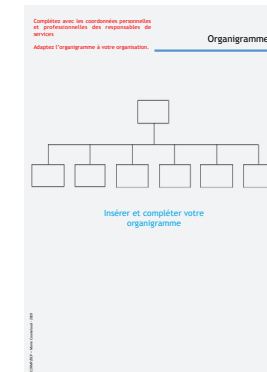 Complétez avec les coordonnées personnelles
et professionnelles des responsables de
services
Adaptez l'organigramme à votre organisation.
Organigramme
Insérer et compléter votre
organigramme